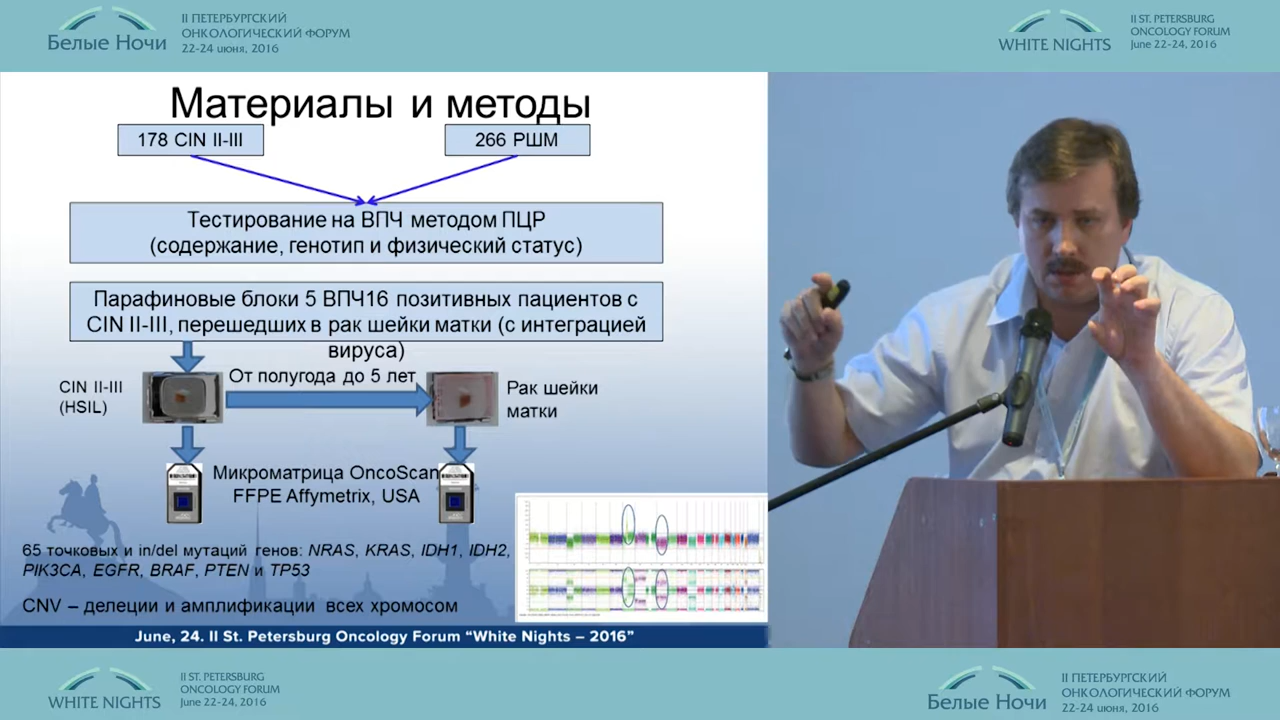 Белые Ночи
II ПЕТЕРБУРГСКИЙ
ОНКОЛОГИЧЕСКИЙ ФОРУМ
22-24 июня, 2016
WHITE NIGHTS
II ST. PETERSBURG
ONCOLOGY FORUM
June 22-24, 2016
Материалы и методы
178 CIN II-III
266 РШМ
Тестирование на ВПЧ методом ПЦР
(содержание, генотип и физический статус)
Парафиновые блоки 5 ВПЧ16 позитивных пациентов с
CIN II-III, перешедших в рак шейки матки (с интеграцией
вируса)
От полугода до 5 лет
CIN II-III
(HSIL)
Рак шейки
матки
Микроматрица OncoScan
FFPE Affymetrix, USA
65 точковых и in/del мутаций генов: NRAS, KRAS, IDH1, IDH2,
PIK3CA, EGFR, BRAF, PTEN и TP53
CNV – делеции и амплификации всех хромосом
June, 24. II St. Petersburg Oncology Forum “White Nights – 2016”
WHITE NIGHTS
II ST. PETERSBURG
ONCOLOGY FORUM
June 22-24, 2016
Белые Ночи
II ПЕТЕРБУРГСКИЙ
ОНКОЛОГИЧЕСКИЙ ФОРУМ
22-24 июня, 2016